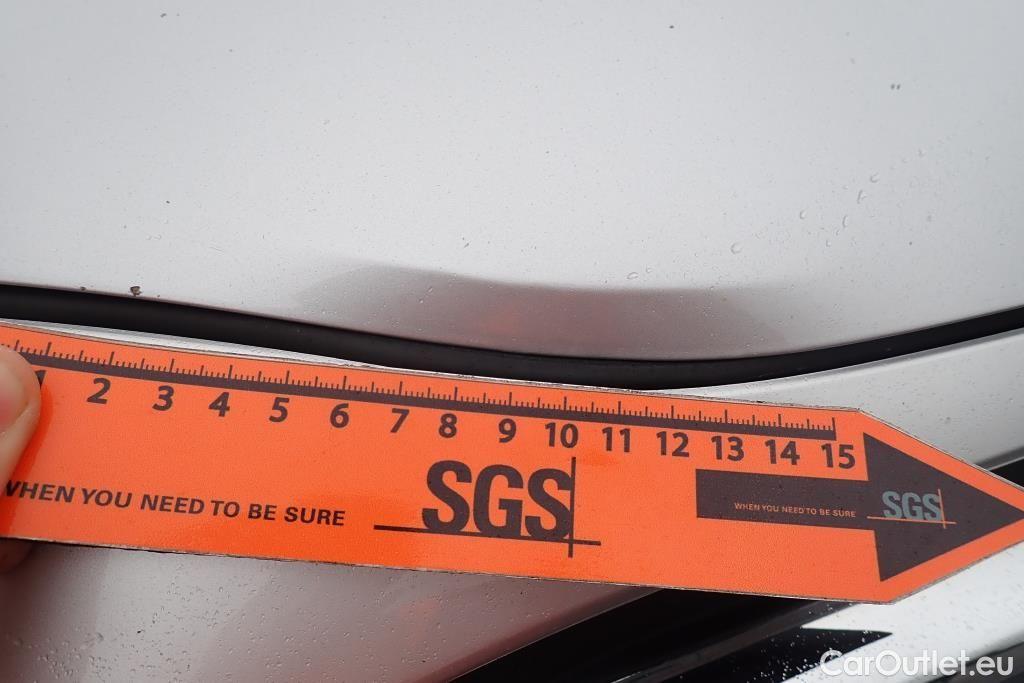 1 2 3 4 5 6 7 8 9 10 11 12 13 14 15
WHEN YOU NEED TO BE SURE
SGS
WHEN YOU NEED TO BE SURE
SGS
CarOutlet.eu